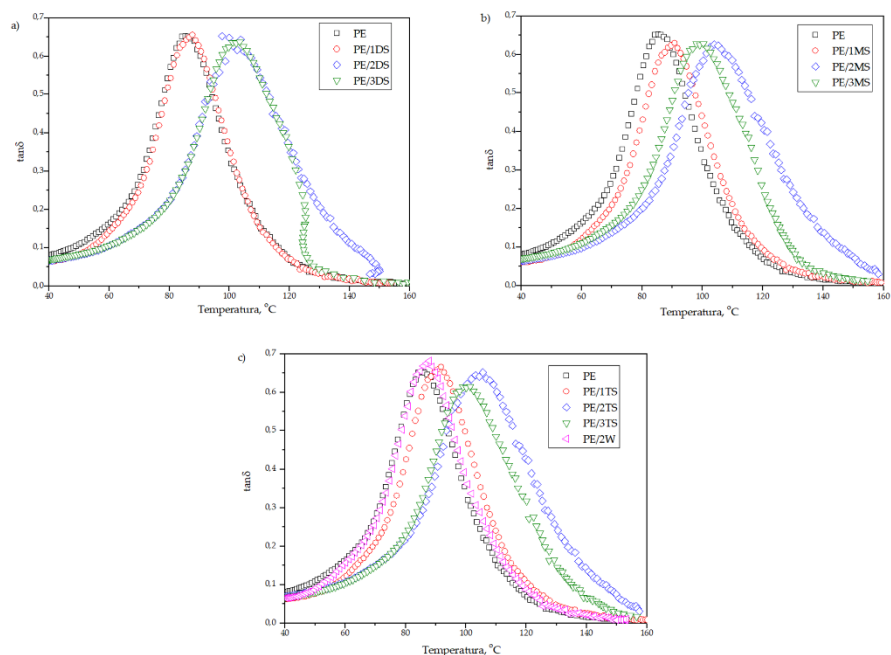 a)
0,7
0,6
0,5
0,4
0,3
0,2
0,1
0,0
tanδ
PE
PE/1DS
PE/2DS
PE/3DS
40
60
80
100
120
140
160
Temperatura, °C
b)
0,7
0,6
0,5
0,4
0,3
0,2
0,1
0,0
tanδ
PE
PE/1MS
PE/2MS
PE/3MS
40
60
80
100
120
140
160
Temperatura, °C
c)
0,7
0,6
0,5
0,4
0,3
0,2
0,1
0,0
tanδ
PE
PE/1TS
PE/2TS
PE/3TS
PE/2W
40
60
80
100
120
140
160
Temperatura, °C